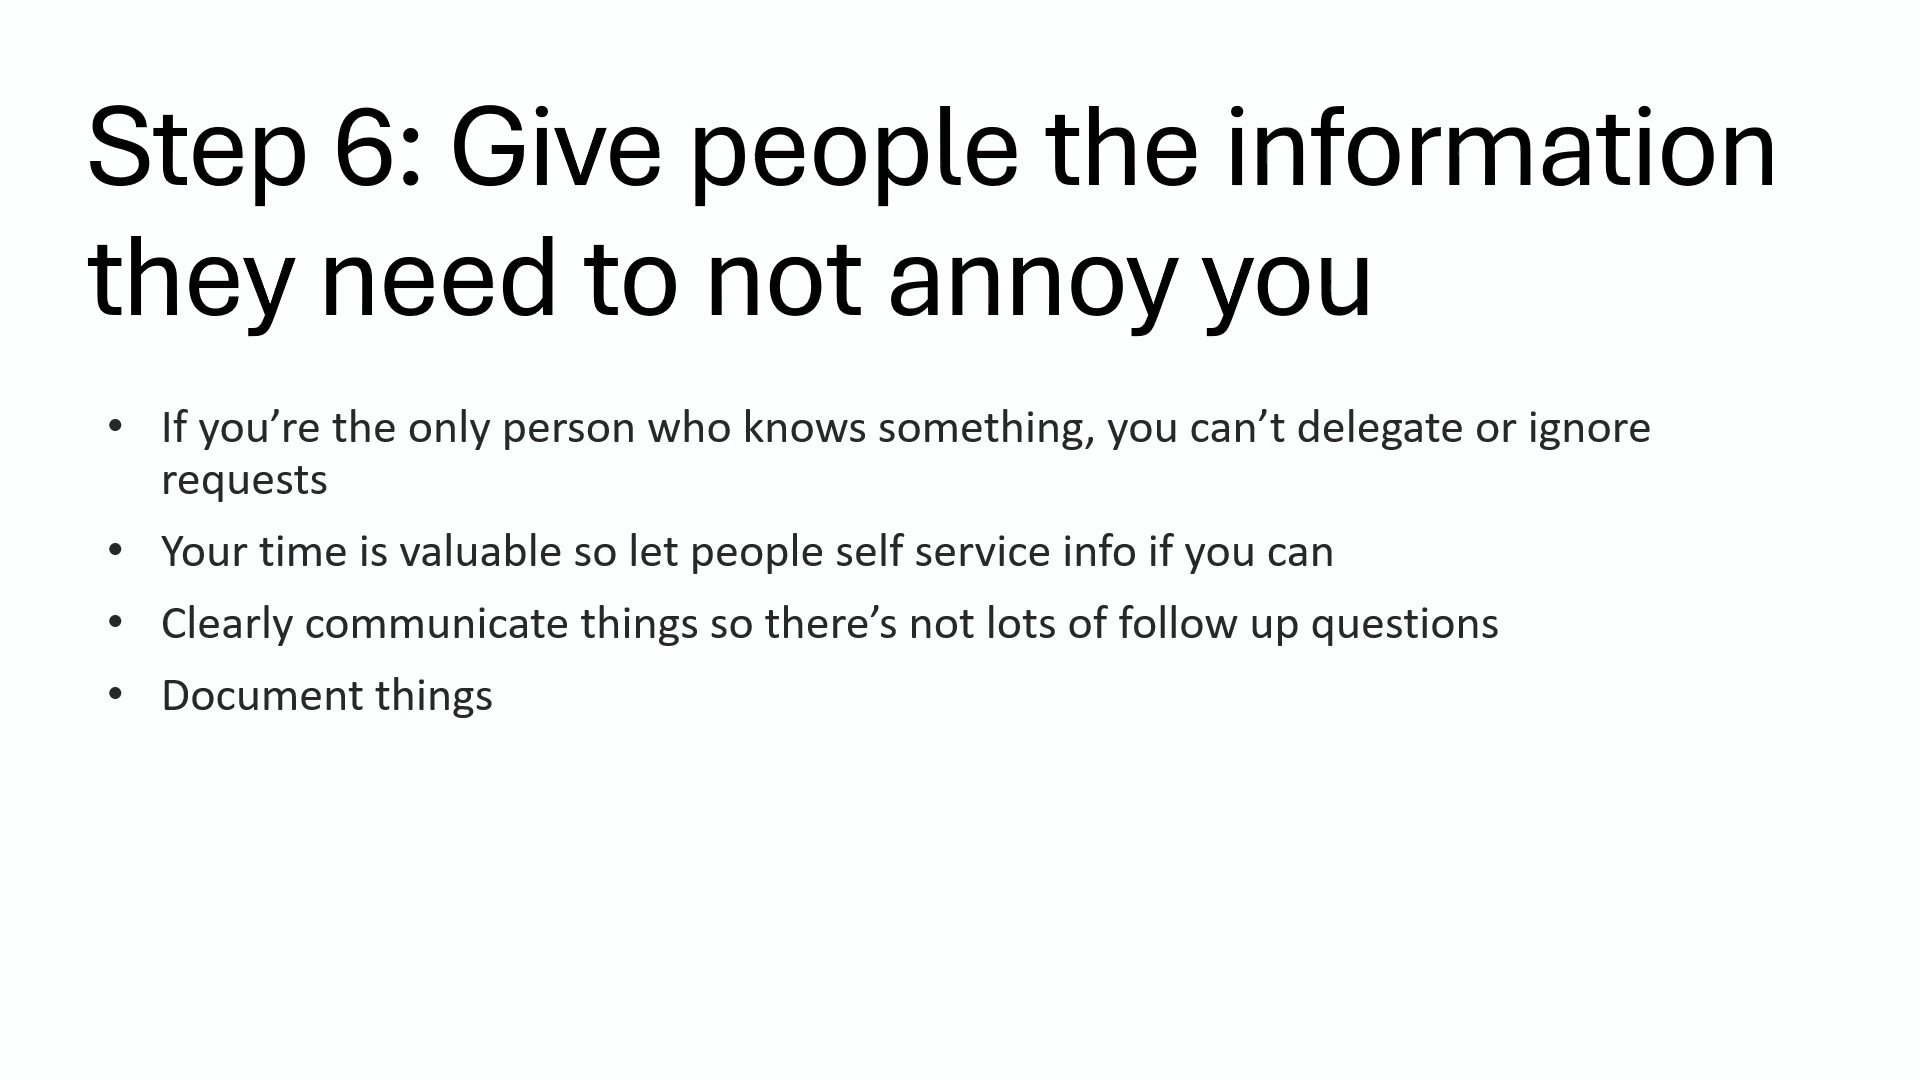 Step 6: Give people the information
they need to not annoy you
• If you’re the only person who knows something, you can’t delegate or ignore
requests
• Your time is valuable so let people self service info if you can
• Clearly communicate things so there’s not lots of follow up questions
• Document things